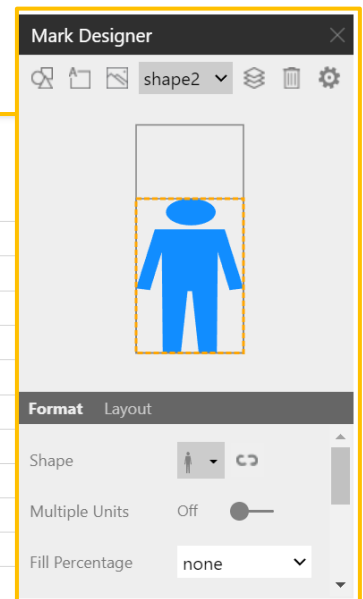 Mark Designer
A
shape2
Format Layout
Shape
Multiple Units Off
Fill Percentage none